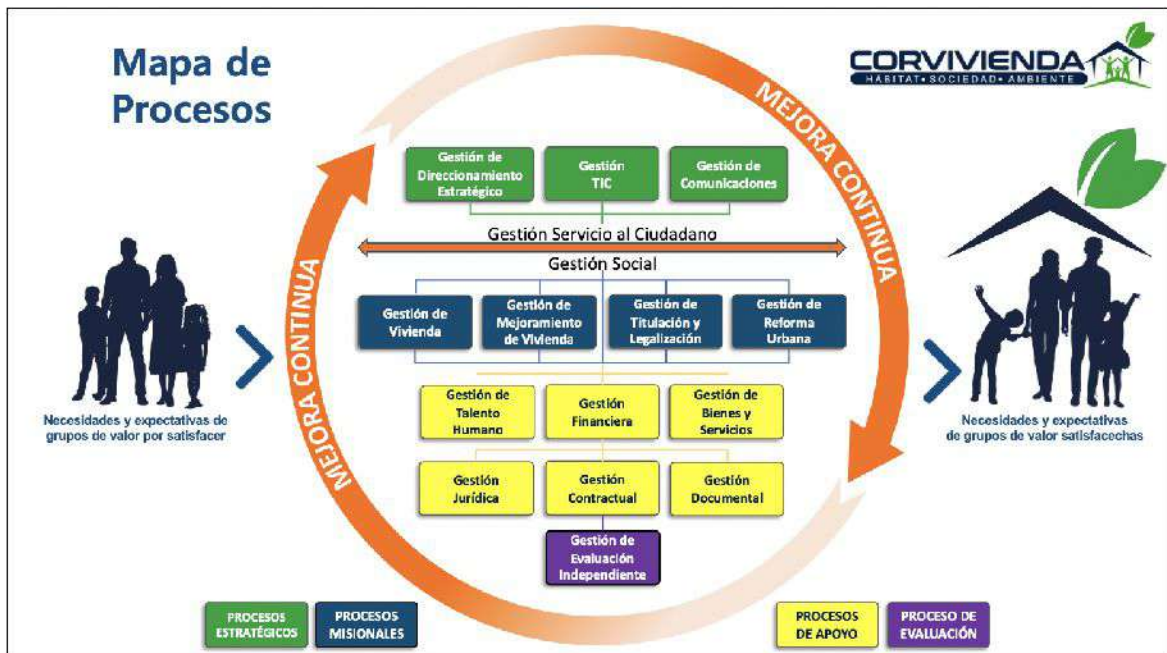 Mapa de
Procesos
CORVIVIENDA
HÁBITAT • SOCIEDAD • AMBIENTE
MEJORA CONTINUA
MEJORA CONTINUA
Gestión de
Direccionamiento
Estratégico
Gestión
TIC
Gestión de
Comunicaciones
Gestión Servicio al Ciudadano
Gestión Social
Gestión de
Vivienda
Gestión de
Mejoramiento
de Vivienda
Gestión de
Titulación y
Legalización
Gestión de
Reforma
Urbana
Necesidades y expectativas de
grupos de valor por satisfacer
Necesidades y expectativas
de grupos de valor satisfacechas
Gestión de
Talento
Humano
Gestión
Financiera
Gestión de
Bienes y
Servicios
Gestión
Jurídica
Gestión
Contractual
Gestión
Documental
Gestión de
Evaluación
Independiente
PROCESOS
ESTRATÉGICOS
PROCESOS
MISIONALES
PROCESOS
DE APOYO
PROCESO DE
EVALUACIÓN